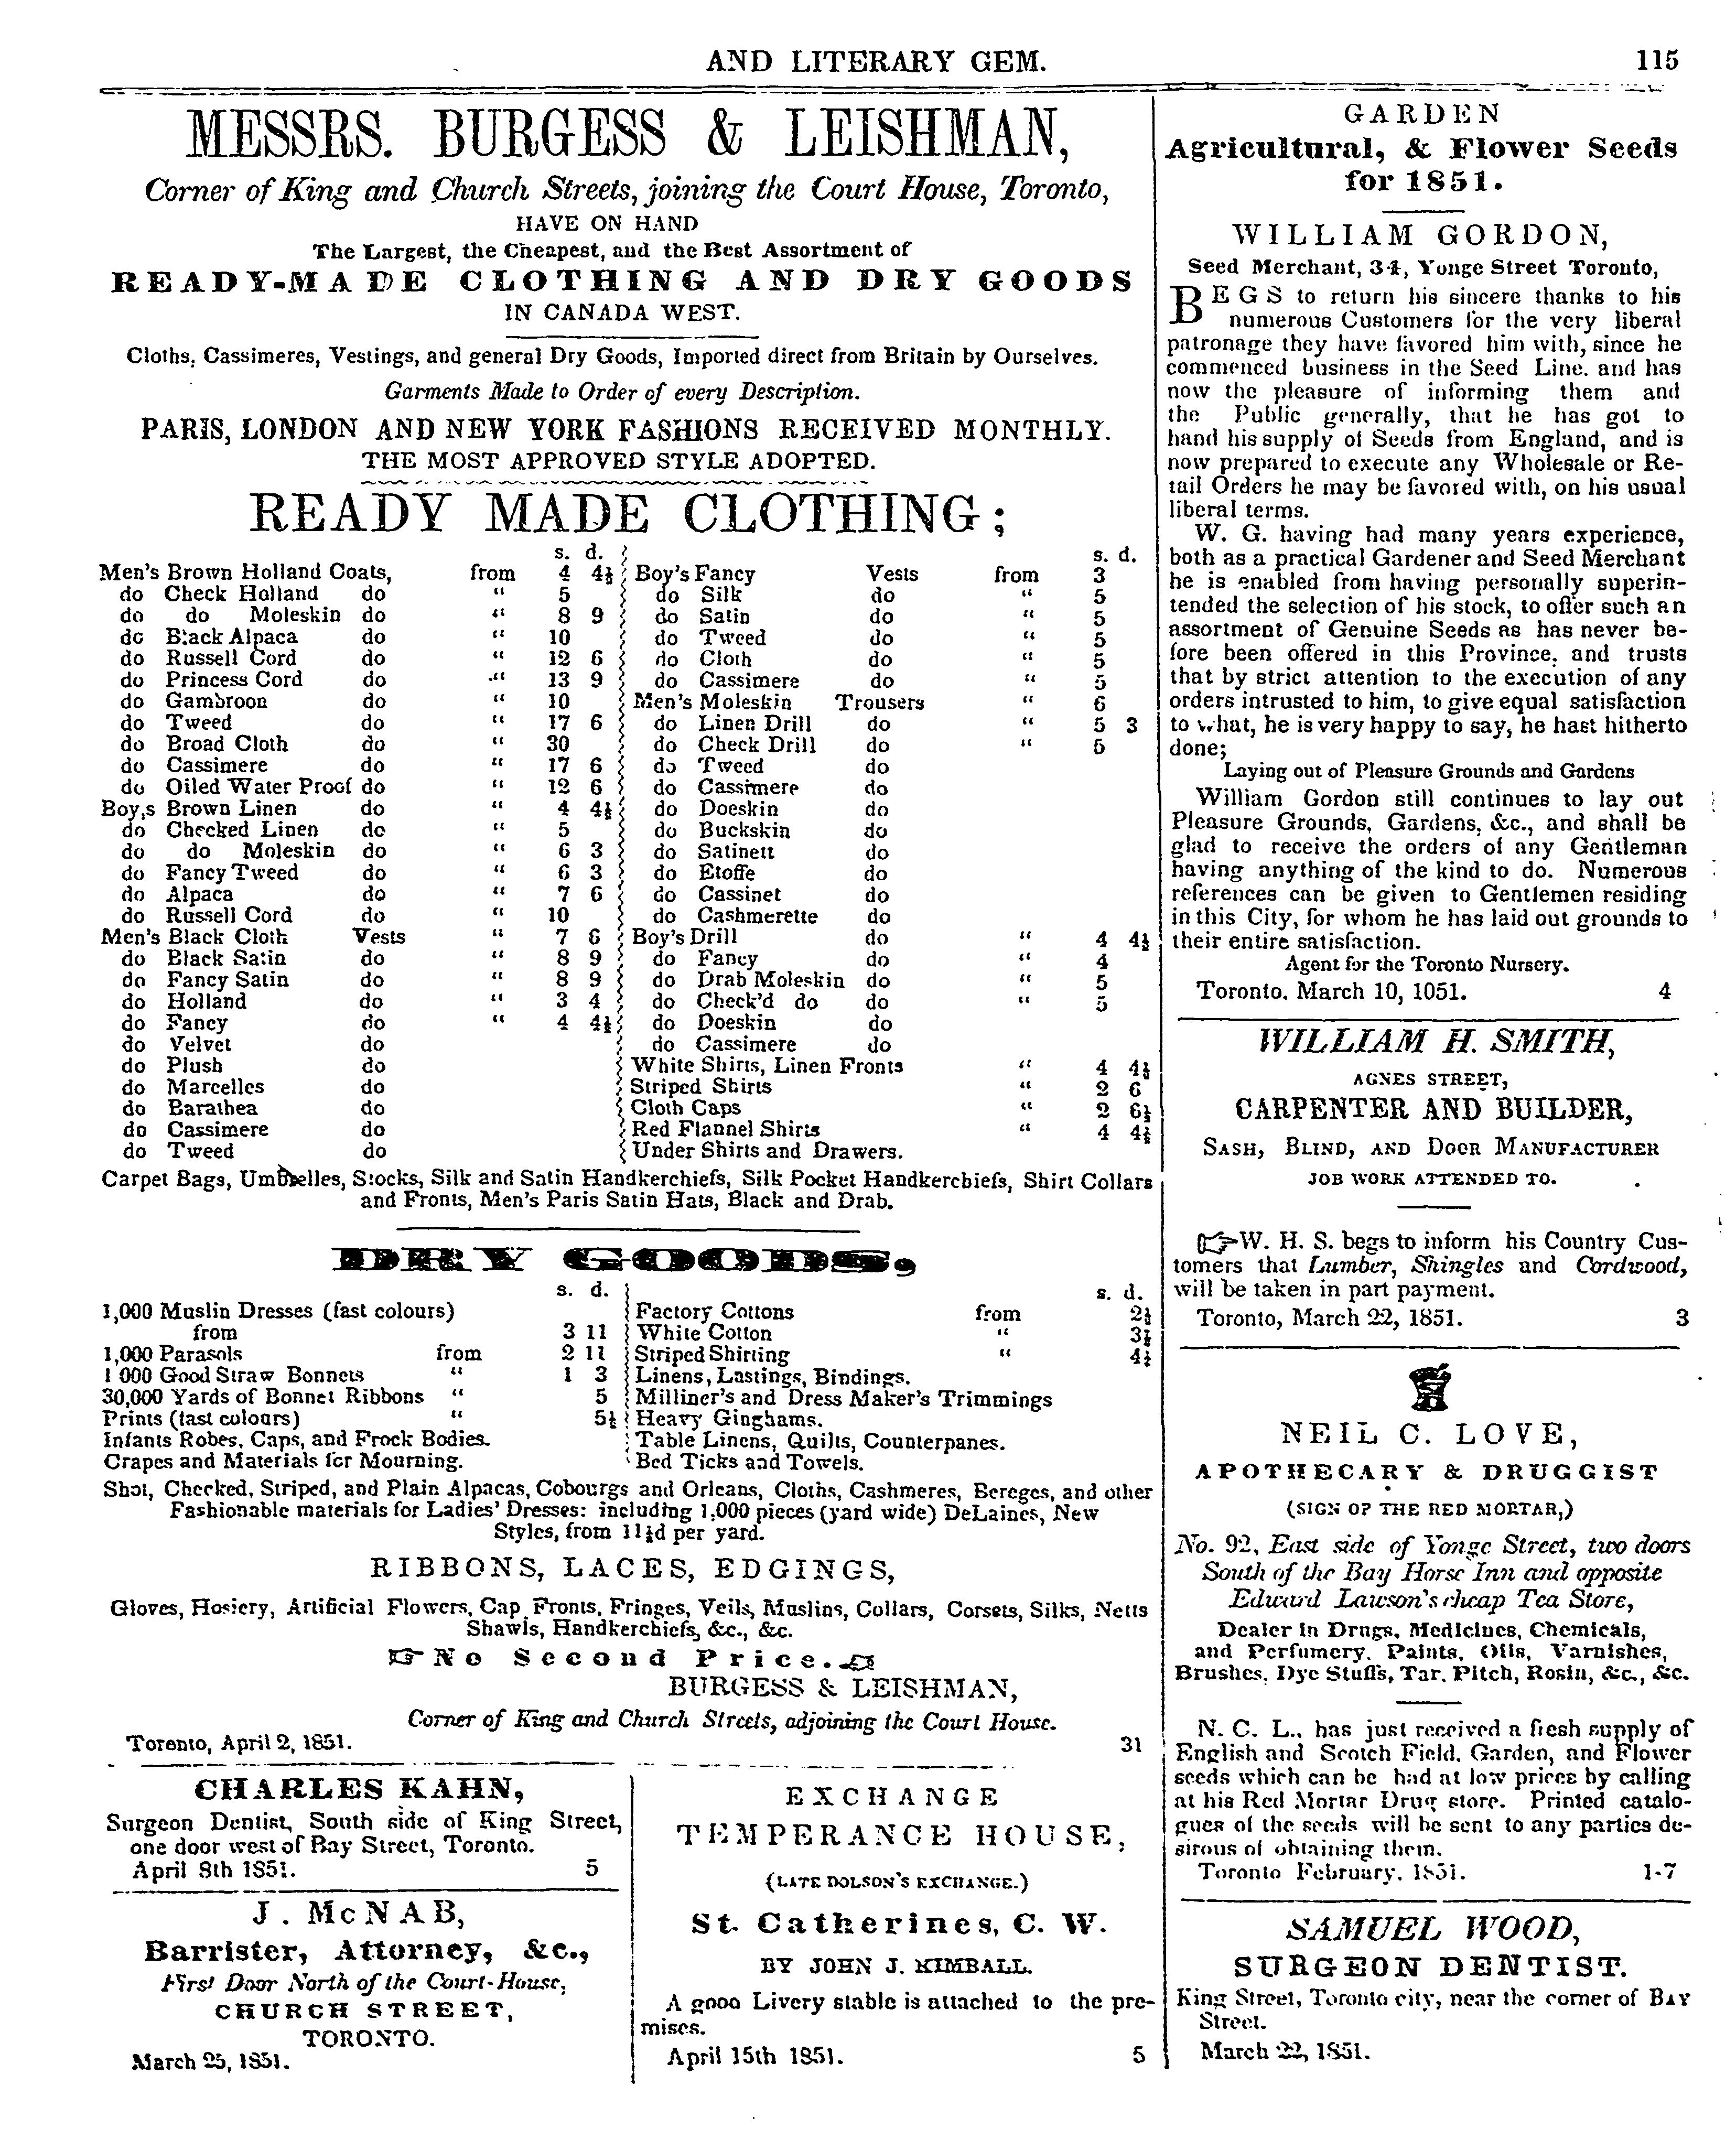 AND LITERARY GEM. 115
MESSRS. BURGESS & LEISHMAN,
Corner of King and Church Streets, joining the Court House, Toronto,
HAVE ON HAND
The Largest, the Cheapest, and the Best Assortment of
READY-MADE CLOTHING AND DRY GOODS
IN CANADA WEST.
Cloths, Cassimeres, Vestings, and general Dry Goods, Imported direct from Britain by Ourselves.
Garments Made to Order of every Description.
PARIS, LONDON AND NEW YORK FASHIONS RECEIVED MONTHLY.
THE MOST APPROVED STYLE ADOPTED.
READY MADE CLOTHING;
s. d.
Men's Brown Holland Coats, from 4 4½
do Check Holland do " 5
do do Moleskin do " 8 9
do Black Alpaca do " 10
do Russell Cord do " 12 6
do Princess Cord do " 13 9
do Gambroon do " 10
do Tweed do " 17 6
do Broad Cloth do " 30
do Cassimere do " 17 6
do Oiled Water Proof do " 12 6
Boy,s Brown Linen do " 4 4½
do Checked Linen do " 5
do do Moleskin do " 6 3
do Fancy Tweed do " 6 3
do Alpaca do " 7 6
do Russell Cord do " 10
Men's Black Cloth Vests " 7 6
do Black Satin do " 8 9
do Fancy Satin do " 8 9
do Holland do " 3 4
do Fancy do " 4 4½
do Velvet do
do Plush do
do Marcelles do
do Barathea do
do Cassimere do
do Tweed do
s. d.
Boy's Fancy Vests from 3
do Silk do " 5
do Satin do " 5
do Tweed do " 5
do Cloth do " 5
do Cassimere do " 5
Men's Moleskin Trousers " 6
do Linen Drill do " 5 3
do Check Drill do " 5
do Tweed do
do Cassimere do
do Doeskin do
do Buckskin do
do Satinett do
do Etoffe do
do Cassinet do
do Cashmerette do
Boy's Drill do " 4 4½
do Fancy do " 4
do Drab Moleskin do " 5
do Check'd do do " 5
do Doeskin do
do Cassimere do
White Shirts, Linen Fronts " 4 4½
Striped Shirts " 2 6
Cloth Caps " 2 6½
Red Flannel Shirts " 4 4½
Under Shirts and Drawers.
Carpet Bags, Umbrelles, Stocks, Silk and Satin Handkerchiefs, Silk Pocket Handkerchiefs, Shirt Collars
and Fronts, Men's Paris Satin Hats, Black and Drab.
DRY GOODS,
s. d.
1,000 Muslin Dresses (fast colours)
from 3 11
1,000 Parasols from 2 11
1 000 Good Straw Bonnets " 1 3
30,000 Yards of Bonnet Ribbons " 5
Prints (fast colours) " 5½
Infants Robes, Caps, and Frock Bodies.
Crapes and Materials for Mourning.
s. d.
Factory Cottons from 2½
White Cotton " 3½
Striped Shirting " 4½
Linens, Lastings, Bindings.
Milliner's and Dress Maker's Trimmings
Heavy Ginghams.
Table Linens, Quilts, Counterpanes.
Bed Ticks and Towels.
Shot, Checked, Striped, and Plain Alpacas, Cobourgs and Orleans, Cloths, Cashmeres, Bereges, and other
Fashionable materials for Ladies' Dresses: including 1,000 pieces (yard wide) DeLaines, New
Styles, from 11½d per yard.
RIBBONS, LACES, EDGINGS,
Gloves, Hosiery, Artificial Flowers, Cap Fronts, Fringes, Veils, Muslins, Collars, Corsets, Silks, Netts
Shawls, Handkerchiefs, &c., &c.
☞No Second Price.☜
BURGESS & LEISHMAN,
Corner of King and Church Streets, adjoining the Court House.
Toronto, April 2, 1851. 31
CHARLES KAHN,
Surgeon Dentist, South side of King Street,
one door west of Bay Street, Toronto.
April 8th 1851. 5
J. McNAB,
Barrister, Attorney, &c.,
First Door North of the Court-House,
CHURCH STREET,
TORONTO.
March 25, 1851.
EXCHANGE
TEMPERANCE HOUSE,
(LATE DOLSON'S EXCHANGE.)
St. Catherines, C. W.
BY JOHN J. KIMBALL.
A good Livery stable is attached to the pre-
mises.
April 15th 1851. 5
GARDEN
Agricultural, & Flower Seeds
for 1851.
WILLIAM GORDON,
Seed Merchant, 34, Yonge Street Toronto,
BEGS to return his sincere thanks to his
numerous Customers for the very liberal
patronage they have favored him with, since he
commenced business in the Seed Line. and has
now the pleasure of informing them and
the Public generally, that he has got to
hand his supply of Seeds from England, and is
now prepared to execute any Wholesale or Re-
tail Orders he may be favored with, on his usual
liberal terms.
W. G. having had many years experience,
both as a practical Gardener and Seed Merchant
he is enabled from having personally superin-
tended the selection of his stock, to offer such an
assortment of Genuine Seeds as has never be-
fore been offered in this Province, and trusts
that by strict attention to the execution of any
orders intrusted to him, to give equal satisfaction
to what, he is very happy to say, he hast hitherto
done;
Laying out of Pleasure Grounds and Gardens
William Gordon still continues to lay out
Pleasure Grounds, Gardens, &c., and shall be
glad to receive the orders of any Gentleman
having anything of the kind to do. Numerous
references can be given to Gentlemen residing
in this City, for whom he has laid out grounds to
their entire satisfaction.
Agent for the Toronto Nursery.
Toronto. March 10, 1051. 4
WILLIAM H. SMITH,
AGNES STREET,
CARPENTER AND BUILDER,
SASH, BLIND, AND DOOR MANUFACTURER
JOB WORK ATTENDED TO.
☞W. H. S. begs to inform his Country Cus-
tomers that Lumber, Shingles and Cordwood,
will be taken in part payment.
Toronto, March 22, 1851. 3
NEIL C. LOVE,
APOTHECARY & DRUGGIST
(SIGN OF THE RED MORTAR,)
No. 92, East side of Yonge Street, two doors
South of the Bay Horse Inn and opposite
Edward Lawson's cheap Tea Store,
Dealer in Drugs, Medicines, Chemicals,
and Perfumery. Paints, Oils, Varnishes,
Brushes, Dye Stuffs, Tar, Pitch, Rosin, &c., &c.
N. C. L., has just received a fresh supply of
English and Scotch Field, Garden, and Flower
seeds which can be had at low prices by calling
at his Red Mortar Drug store. Printed catalo-
gues of the seeds will be sent to any parties de-
sirous of obtaining them.
Toronto February, 1851. 1-7
SAMUEL WOOD,
SURGEON DENTIST.
King Street, Toronto city, near the corner of BAY
Street.
March 22, 1851.